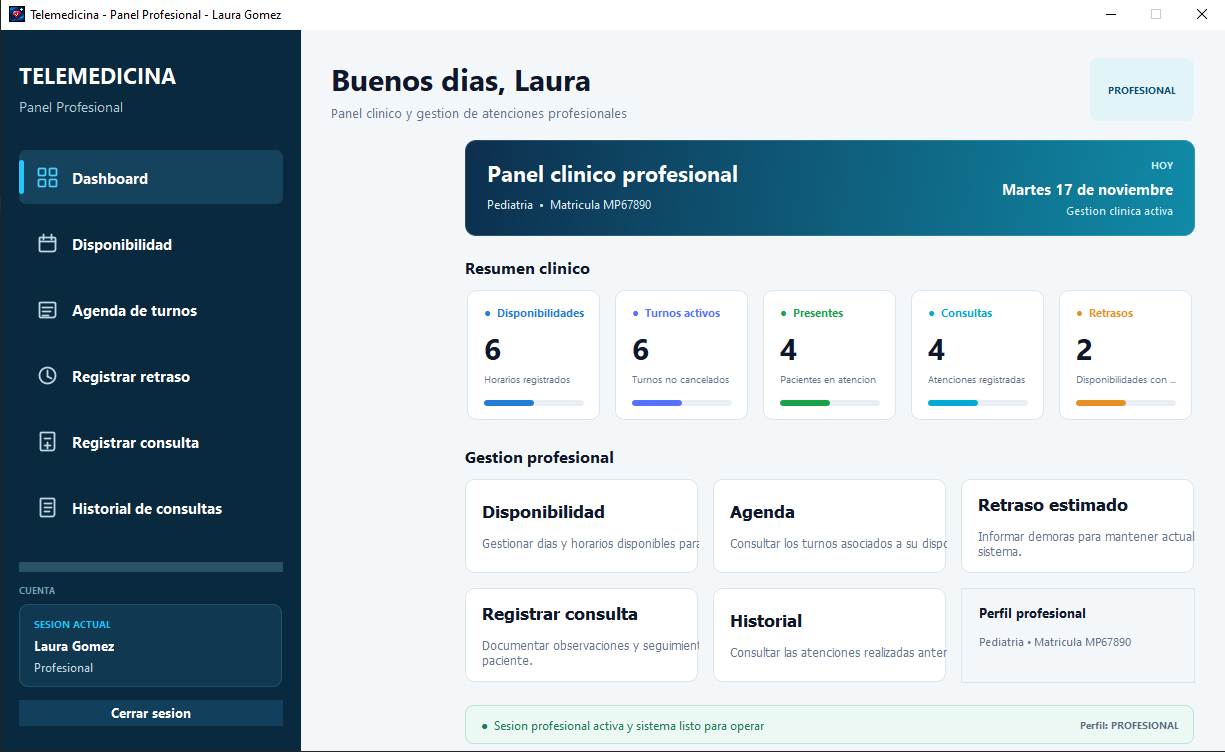 Telemedicina - Panel Profesional - Laura Gomez
TELEMEDICINA
Panel Profesional
Dashboard
Disponibilidad
Agenda de turnos
Registrar retraso
Registrar consulta
Historial de consultas
CUENTA
SESION ACTUAL
Laura Gomez
Profesional
Cerrar sesion
Buenos dias, Laura
Panel clinico y gestion de atenciones profesionales
PROFESIONAL
Panel clinico profesional
Pediatria • Matricula MP67890
HOY
Martes 17 de noviembre
Gestion clinica activa
Resumen clinico
• Disponibilidades
6
Horarios registrados
• Turnos activos
6
Turnos no cancelados
• Presentes
4
Pacientes en atencion
• Consultas
4
Atenciones registradas
• Retrasos
2
Disponibilidades con ...
Gestion profesional
Disponibilidad
Gestionar dias y horarios disponibles para
Agenda
Consultar los turnos asociados a su dispo
Retraso estimado
Informar demoras para mantener actual
sistema.
Registrar consulta
Documentar observaciones y seguimient
paciente.
Historial
Consultar las atenciones realizadas anter
Perfil profesional
Pediatria • Matricula MP67890
• Sesion profesional activa y sistema listo para operar
Perfil: PROFESIONAL